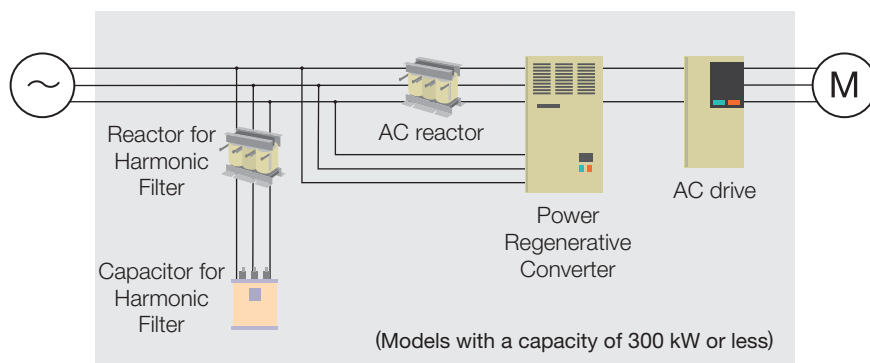 AC reactor
M
Reactor for
Harmonic
Filter
AC drive
Power
Regenerative
Converter
Capacitor for
Harmonic
Filter
(Models with a capacity of 300 kW or less)